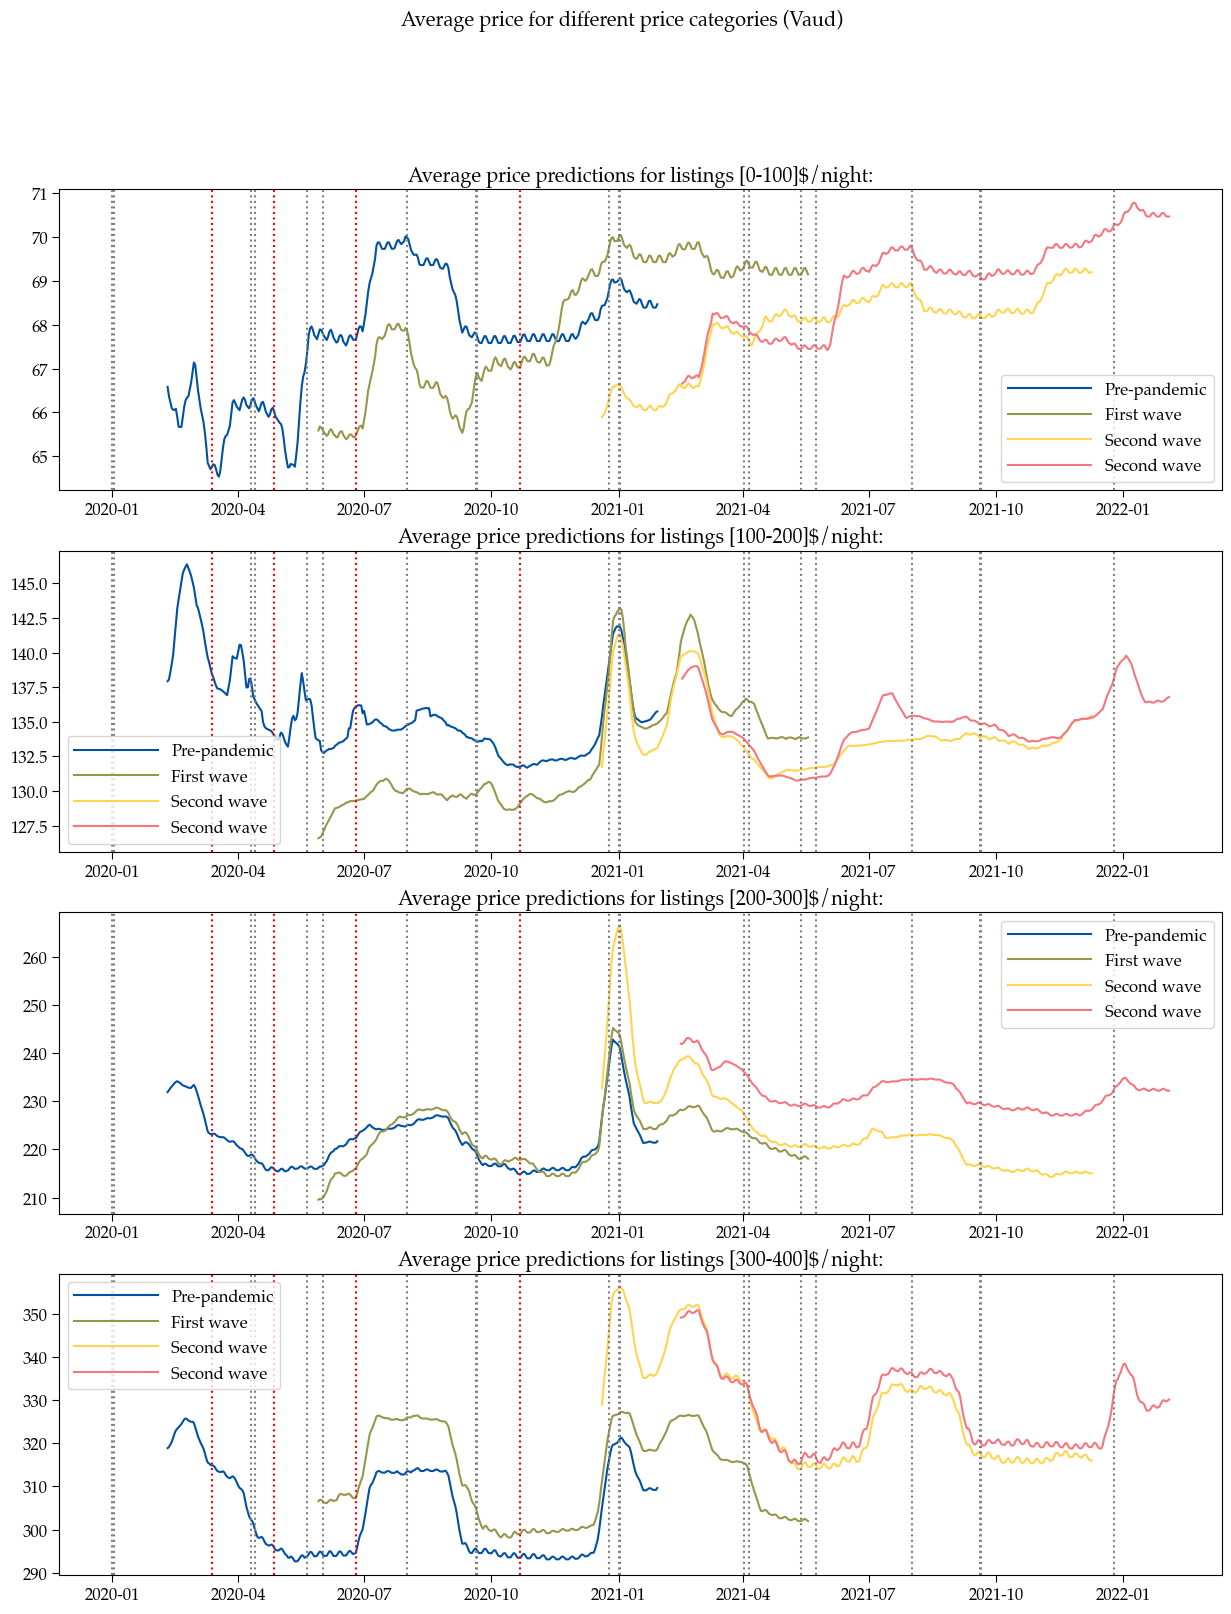 Average price for different price categories (Vaud)
Average price predictions for listings [0-100]$/night:
71
70
69
68
67
66
65
Pre-pandemic
First wave
Second wave
Second wave
2020-01 2020-04 2020-07 2020-10 2021-01 2021-04 2021-07 2021-10 2022-01
Average price predictions for listings [100-200]$/night:
145.0
142.5
140.0
137.5
135.0
132.5
130.0
127.5
Pre-pandemic
First wave
Second wave
Second wave
2020-01 2020-04 2020-07 2020-10 2021-01 2021-04 2021-07 2021-10 2022-01
Average price predictions for listings [200-300]$/night:
260
250
240
230
220
210
Pre-pandemic
First wave
Second wave
Second wave
2020-01 2020-04 2020-07 2020-10 2021-01 2021-04 2021-07 2021-10 2022-01
Average price predictions for listings [300-400]$/night:
350
340
330
320
310
300
290
Pre-pandemic
First wave
Second wave
Second wave
2020-01 2020-04 2020-07 2020-10 2021-01 2021-04 2021-07 2021-10 2022-01